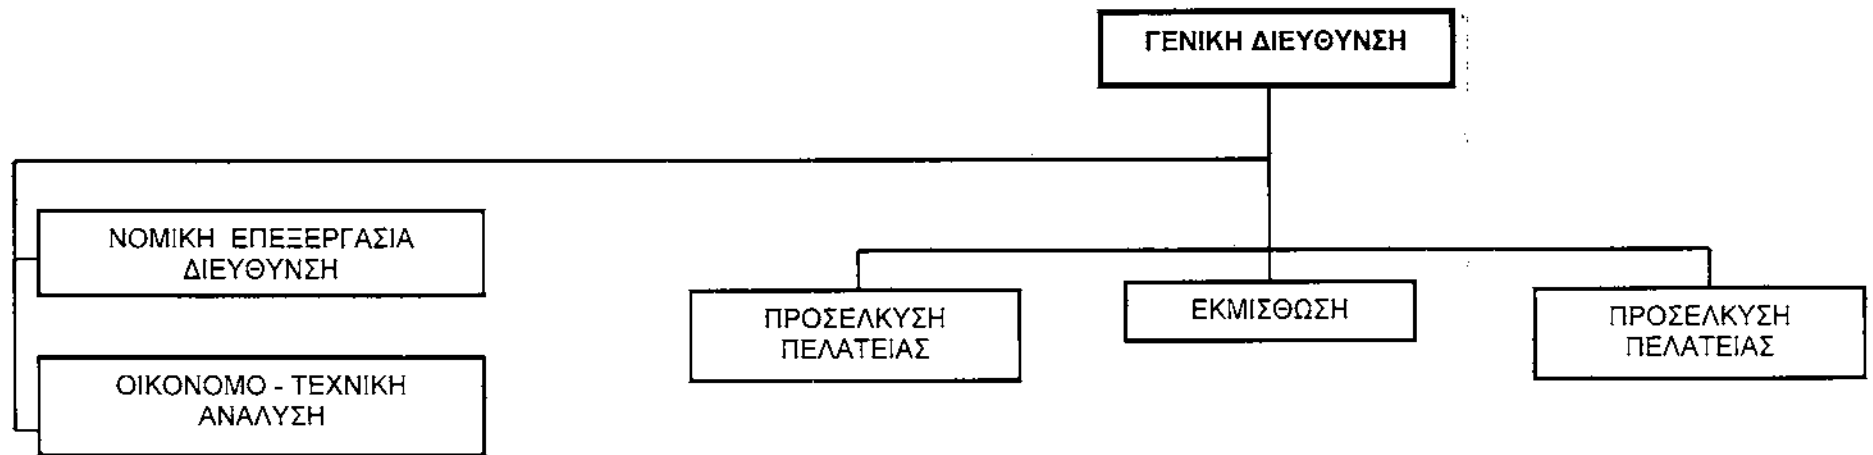 ΓΕΝΙΚΗ ΔΙΕΥΘΥΝΣΗ
ΝΟΜΙΚΗ ΕΠΕΞΕΡΓΑΣΙΑ
ΔΙΕΥΘΥΝΣΗ
ΟΙΚΟΝΟΜΟ - ΤΕΧΝΙΚΗ
ΑΝΑΛΥΣΗ
ΠΡΟΣΕΛΚΥΣΗ
ΠΕΛΑΤΕΙΑΣ
ΕΚΜΙΣΘΩΣΗ
ΠΡΟΣΕΛΚΥΣΗ
ΠΕΛΑΤΕΙΑΣ